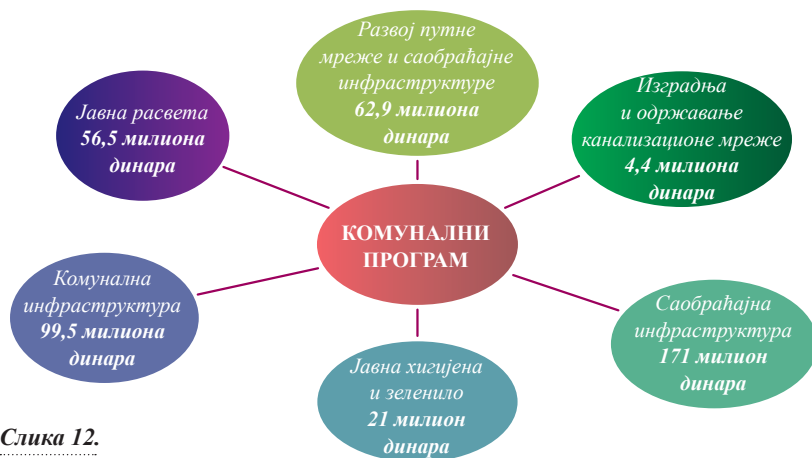 Развој путне
мреже и саобраћајне
инфраструктуре
62,9 милиона
динара
Јавна расвета
56,5 милиона
динара
Изградња
и одржавање
канализационе мреже
4,4 милиона
динара
КОМУНАЛНИ
ПРОГРАМ
Комунална
инфраструктура
99,5 милиона
динара
Саобраћајна
инфраструктура
171 милион
динара
Јавна хигијена
и зеленило
21 милион
динара
Слика 12.